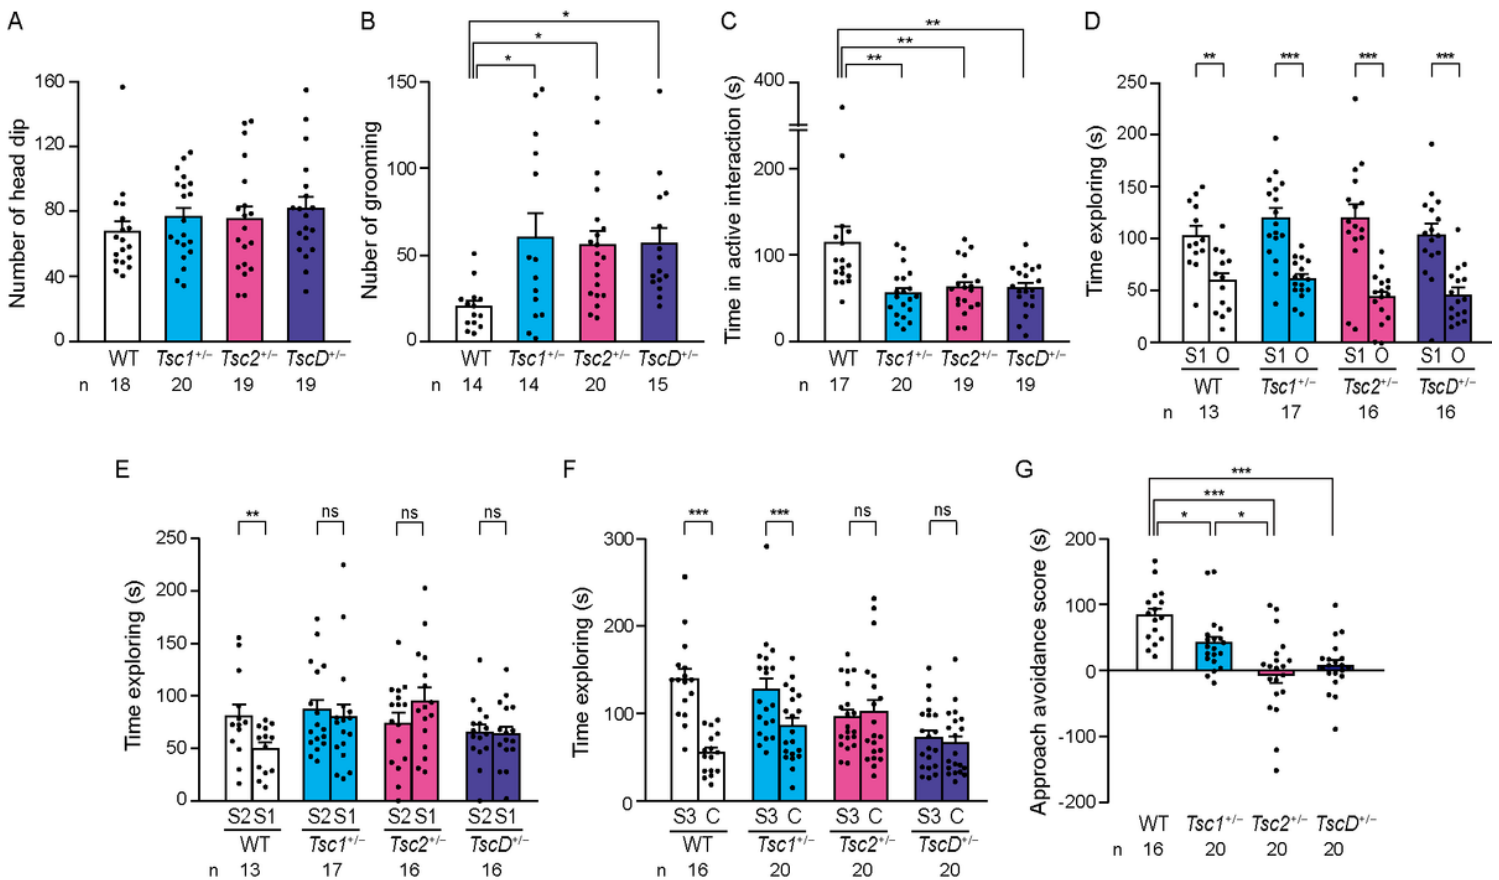 A
Number of head dip
160
120
80
40
0
WT Tsc1+/− Tsc2+/− TscD+/−
n 18 20 19 19
B
* * *
Nuber of grooming
150
100
50
0
WT Tsc1+/− Tsc2+/− TscD+/−
n 14 14 20 15
C
** ** **
Time in active interaction (s)
400
200
100
0
WT Tsc1+/− Tsc2+/− TscD+/−
n 17 20 19 19
D
** *** *** ***
Time exploring (s)
250
200
150
100
50
0
S1 O S1 O S1 O S1 O
WT Tsc1+/− Tsc2+/− TscD+/−
n 13 17 16 16
E
** ns ns ns
Time exploring (s)
250
200
150
100
50
0
S2 S1 S2 S1 S2 S1 S2 S1
WT Tsc1+/− Tsc2+/− TscD+/−
n 13 17 16 16
F
*** *** ns ns
Time exploring (s)
300
200
100
0
S3 C S3 C S3 C S3 C
WT Tsc1+/− Tsc2+/− TscD+/−
n 16 20 20 20
G
***
***
* *
Approach avoidance score (s)
200
100
0
-100
-200
WT Tsc1+/− Tsc2+/− TscD+/−
n 16 20 20 20